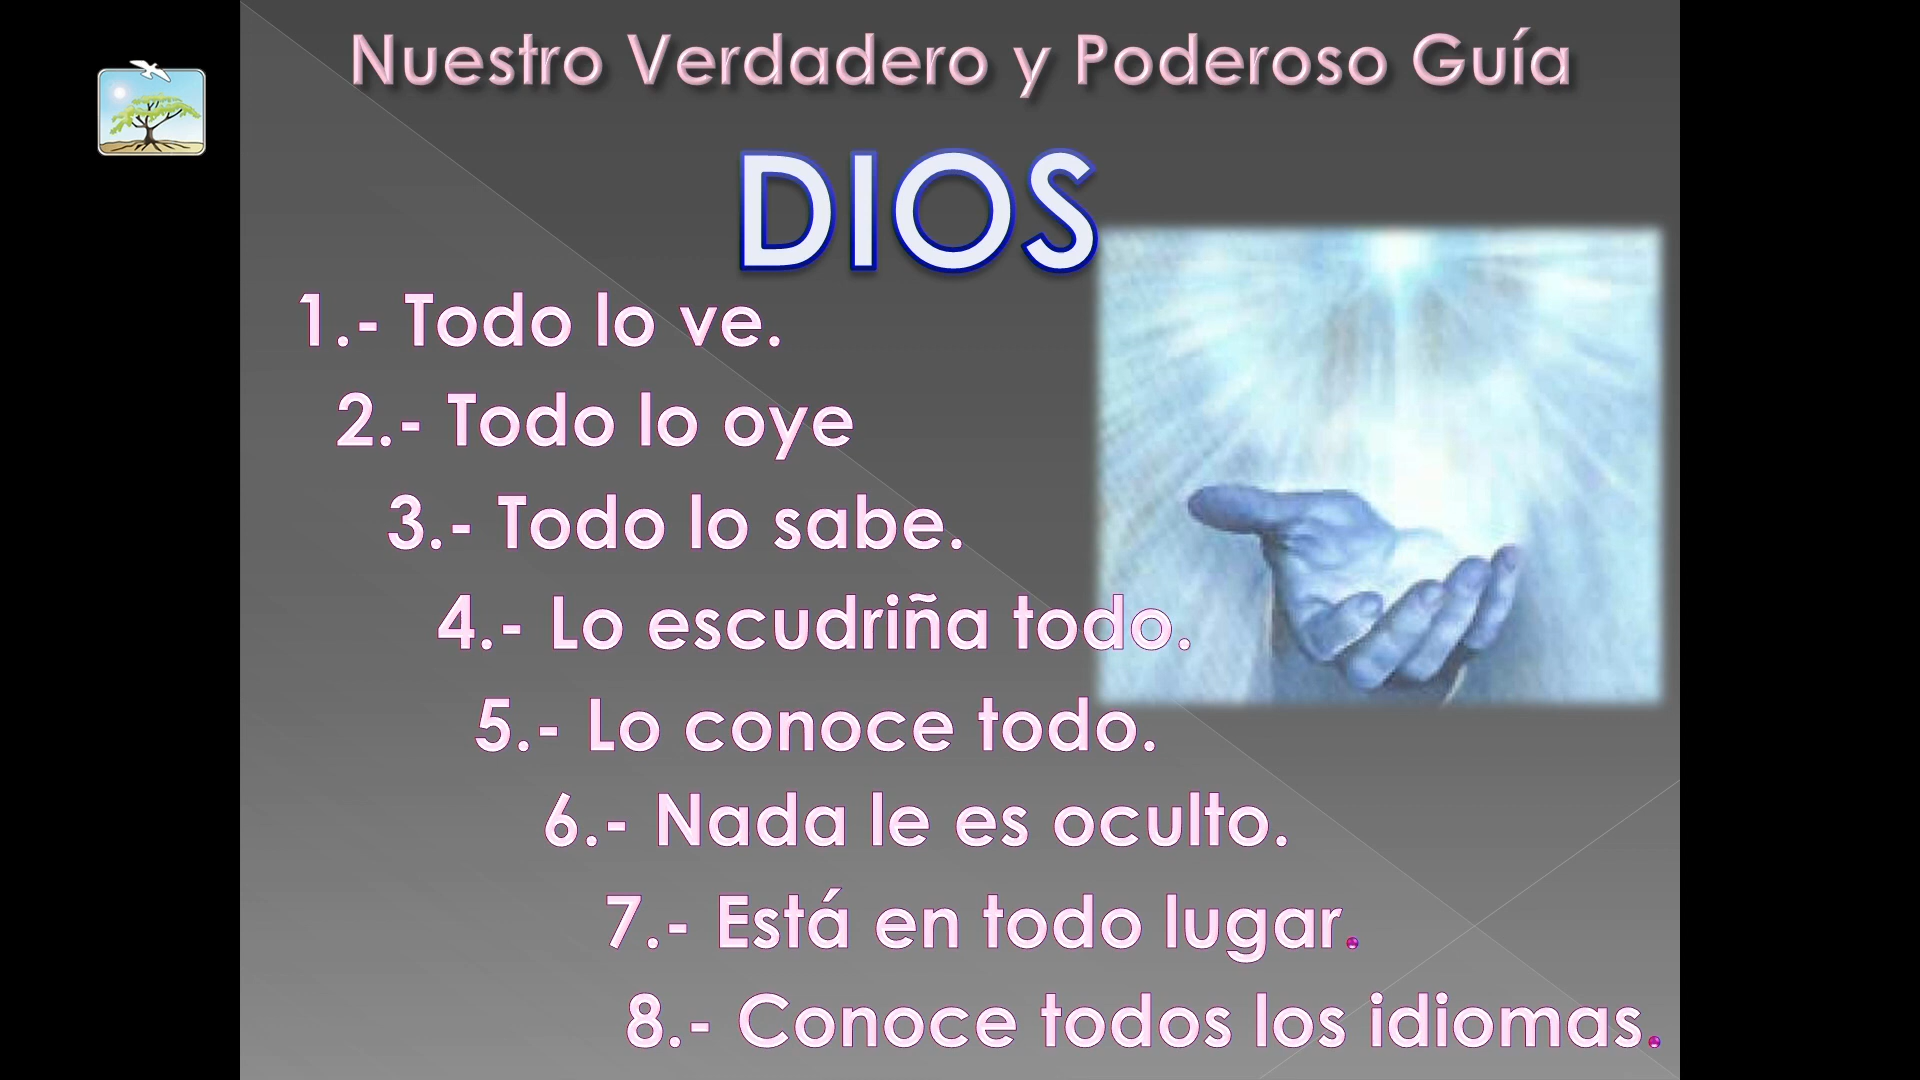 Nuestro Verdadero y Poderoso Guía
DIOS
1.- Todo lo ve.
2.- Todo lo oye
3.- Todo lo sabe.
4.- Lo escudriña todo.
5.- Lo conoce todo.
6.- Nada le es oculto.
7.- Está en todo lugar.
8.- Conoce todos los idiomas.